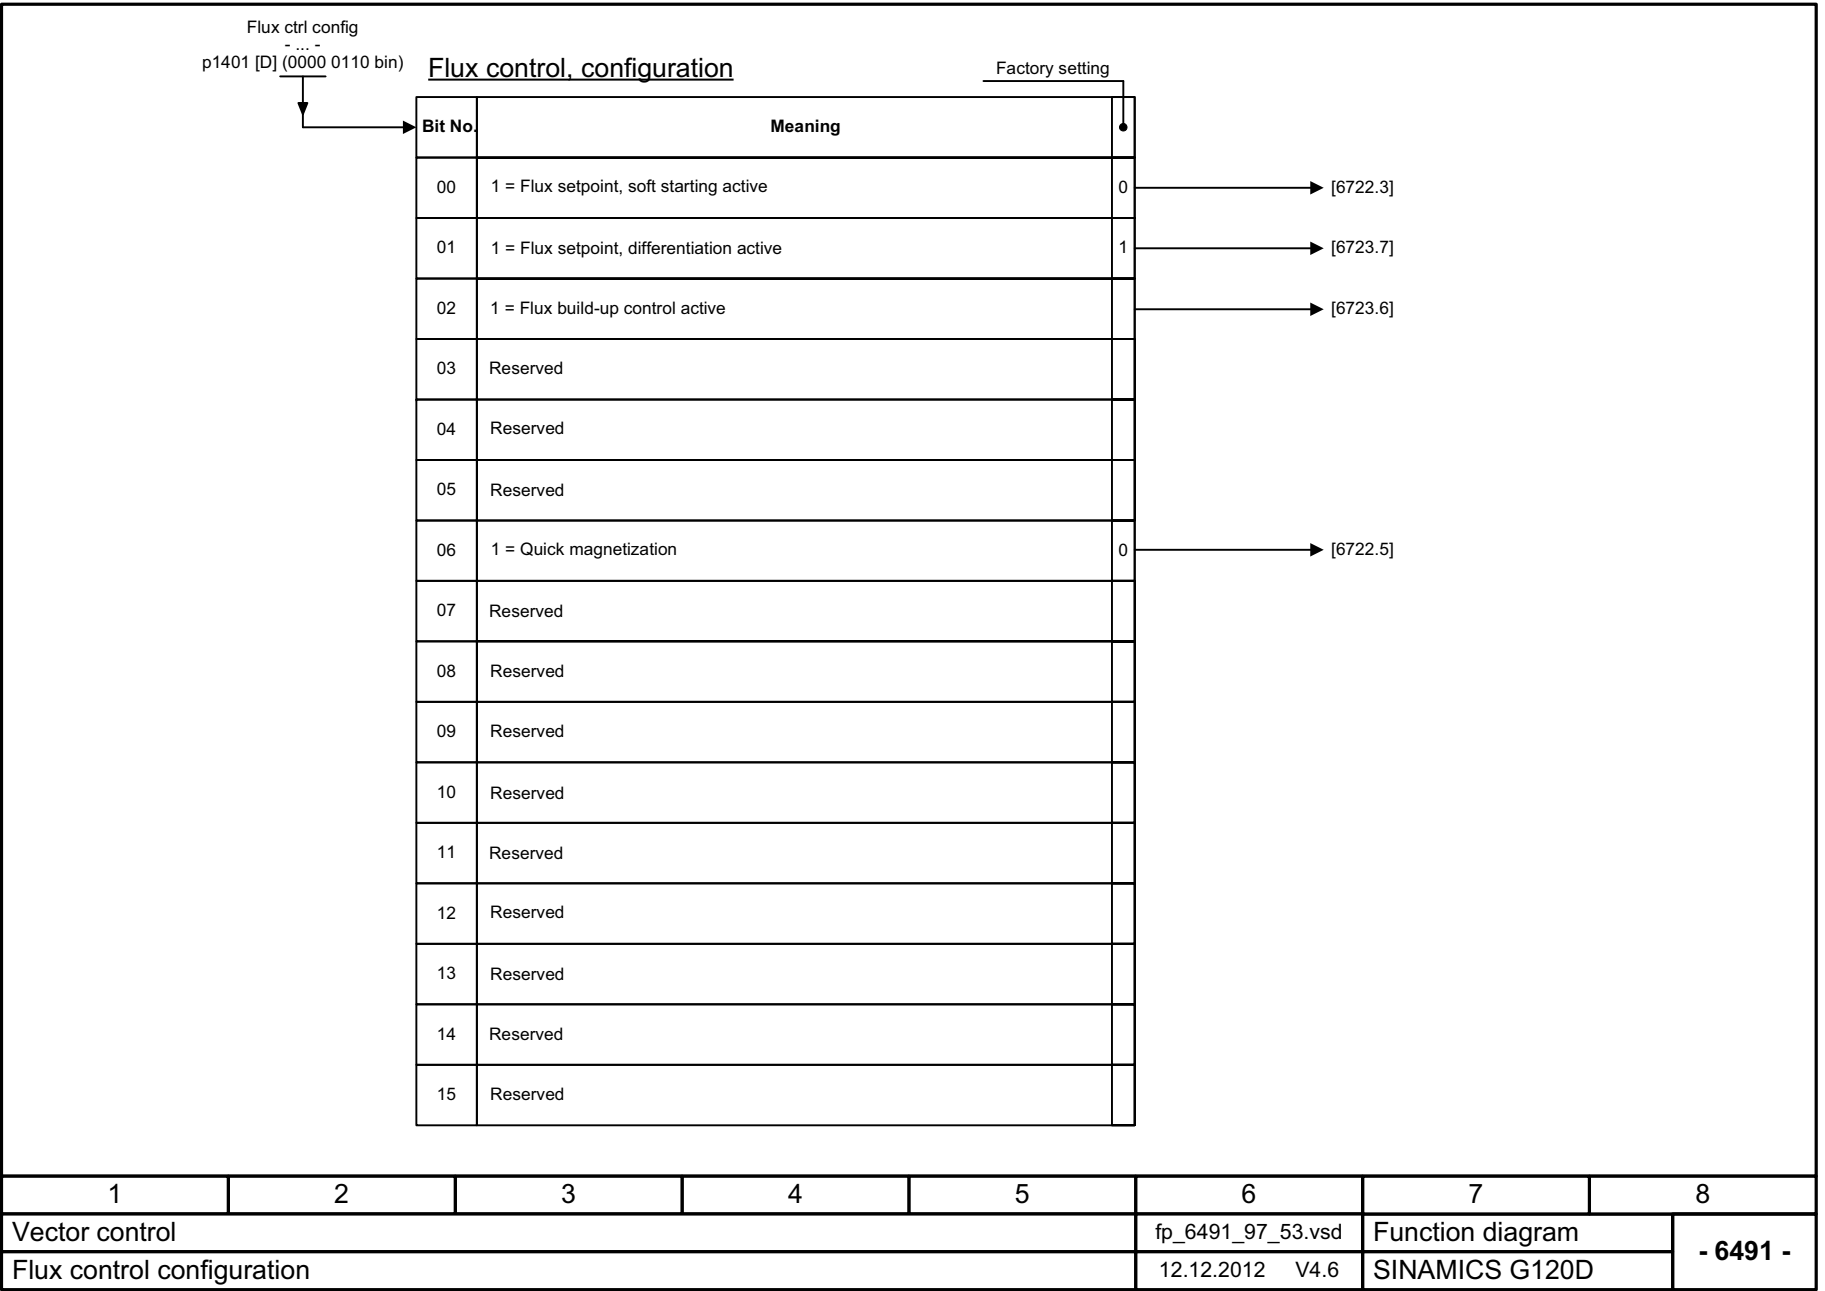 Flux ctrl config
- ... -
p1401 [D] (0000 0110 bin)
Flux control, configuration
Factory setting
Bit No. Meaning
00 1 = Flux setpoint, soft starting active 0 [6722.3]
01 1 = Flux setpoint, differentiation active 1 [6723.7]
02 1 = Flux build-up control active [6723.6]
03 Reserved
04 Reserved
05 Reserved
06 1 = Quick magnetization 0 [6722.5]
07 Reserved
08 Reserved
09 Reserved
10 Reserved
11 Reserved
12 Reserved
13 Reserved
14 Reserved
15 Reserved
1 2 3 4 5 6 7 8
Vector control fp_6491_97_53.vsd Function diagram
- 6491 -
Flux control configuration 12.12.2012 V4.6 SINAMICS G120D